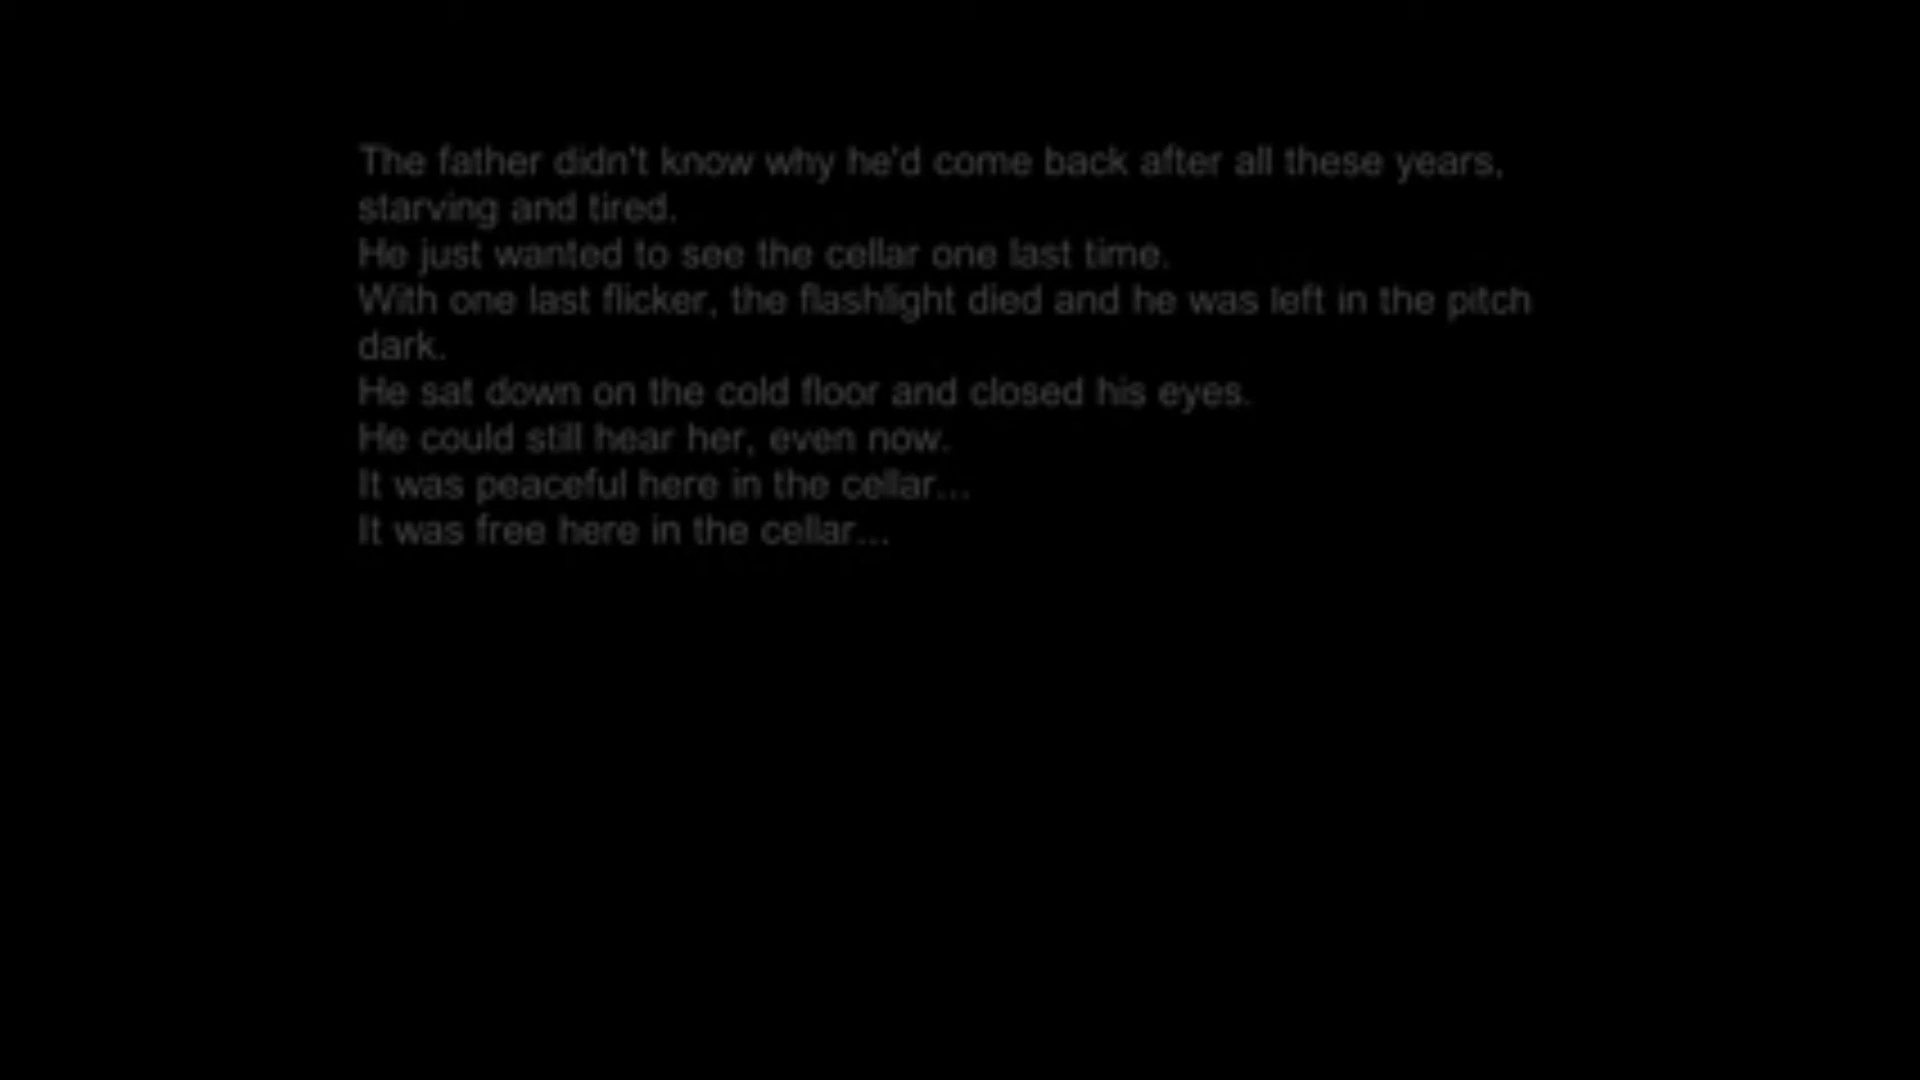 The father didn't know why he'd come back after all these years,
starving and tired.
He just wanted to see the cellar one last time.
With one last flicker, the flashlight died and he was left in the pitch
dark.
He sat down on the cold floor and closed his eyes.
He could still hear her, even now.
It was peaceful here in the cellar...
It was free here in the cellar...